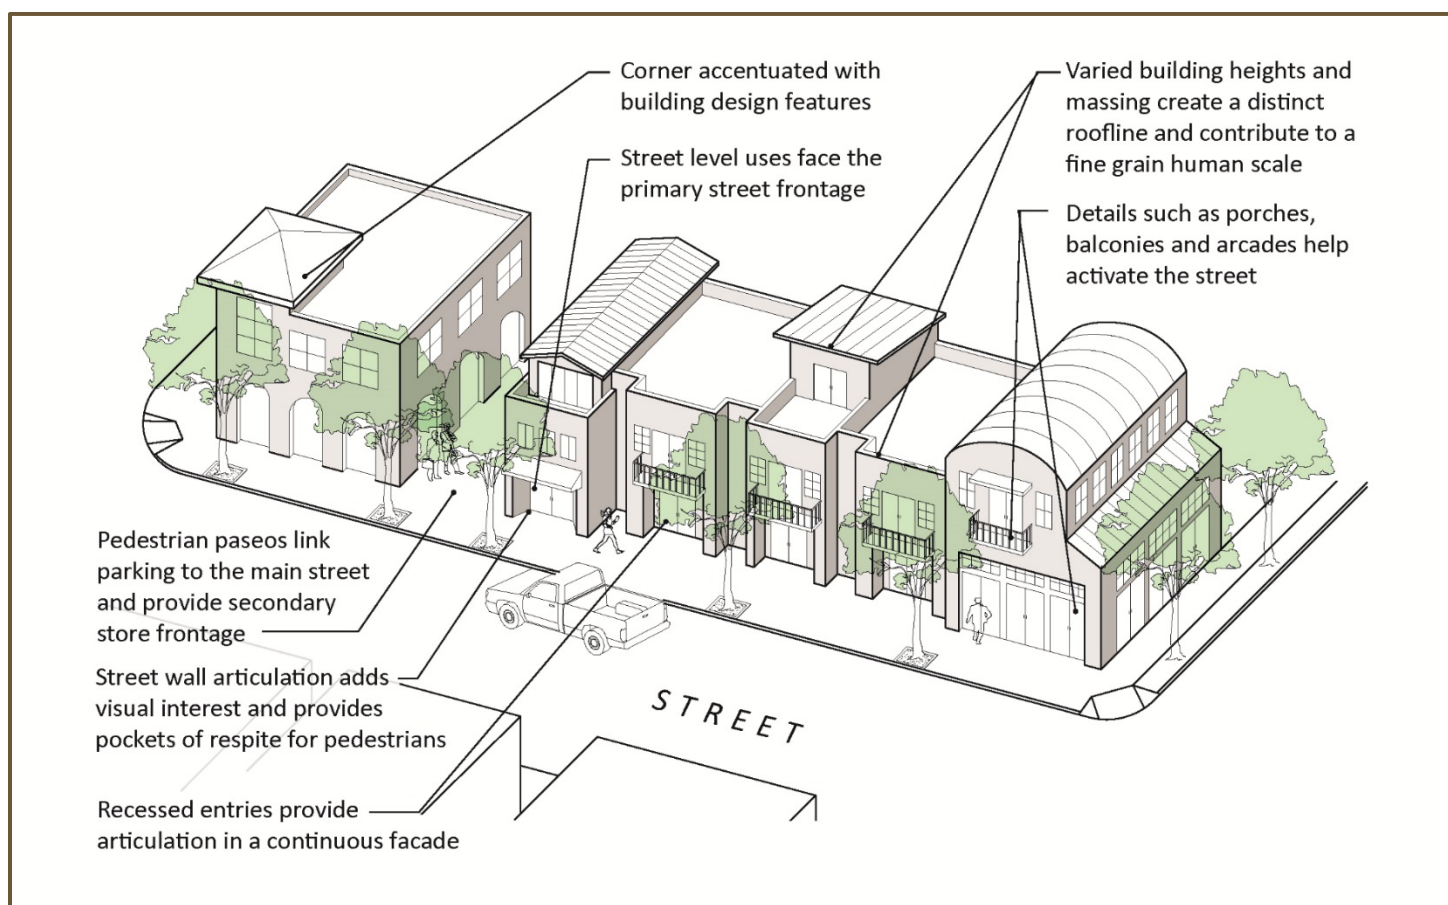 Corner accentuated with
building design features
Street level uses face the
primary street frontage
Varied building heights and
massing create a distinct
roofline and contribute to a
fine grain human scale
Details such as porches,
balconies and arcades help
activate the street
Pedestrian paseos link
parking to the main street
and provide secondary
store frontage
Street wall articulation adds
visual interest and provides
pockets of respite for pedestrians
Recessed entries provide
articulation in a continuous facade
STREET